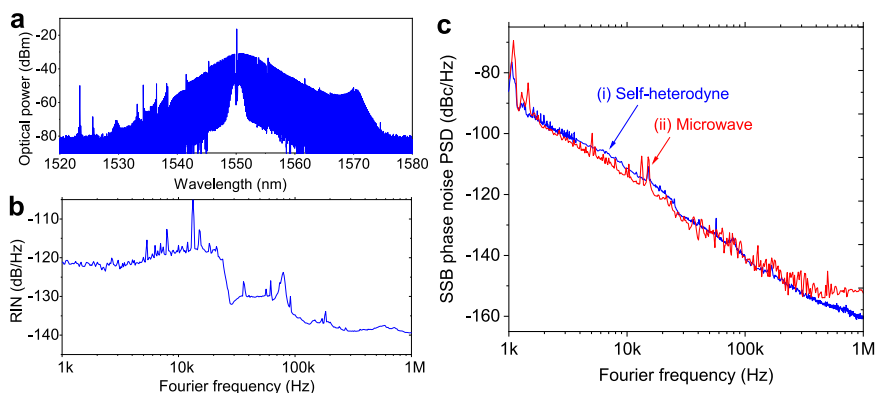 a
Optical power (dBm)
-20
-40
-60
-80
1520
1530
1540
1550
1560
1570
1580
Wavelength (nm)
b
RIN (dB/Hz)
-110
-120
-130
-140
1k
10k
100k
1M
Fourier frequency (Hz)
c
SSB phase noise PSD (dBc/Hz)
-80
-100
-120
-140
-160
(i) Self-heterodyne
(ii) Microwave
1k
10k
100k
1M
Fourier frequency (Hz)